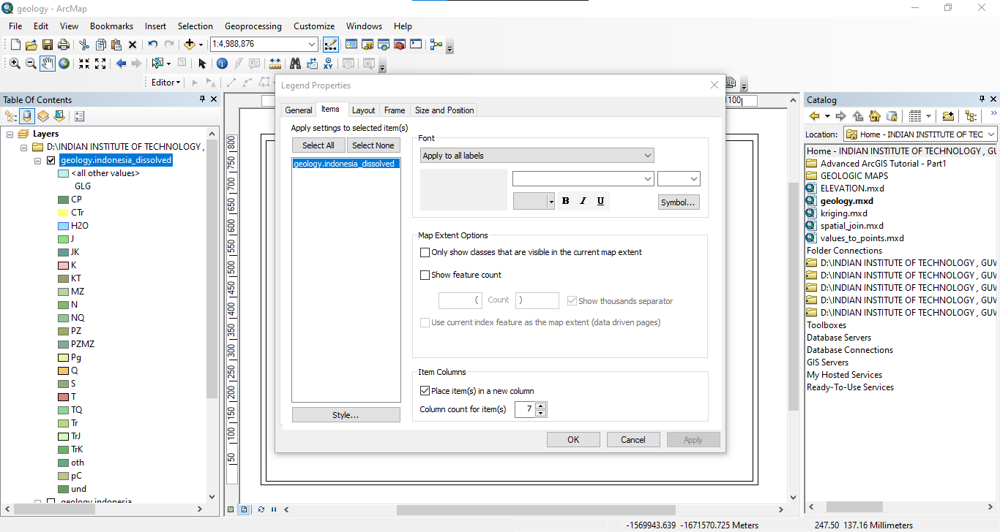 geology - ArcMap
File Edit View Bookmarks Insert Selection Geoprocessing Customize Windows Help
1:4,988,876
Editor
Table Of Contents
Layers
D:\INDIAN INSTITUTE OF TECHNOLOGY ,
geology.indonesia_dissolved
<all other values>
GLG
CP
CTr
H2O
J
JK
K
KT
MZ
N
NQ
PZ
PZMZ
Pg
Q
S
T
TQ
Tr
TrJ
TrK
oth
pC
und
geology.indonesia
100
800
750
700
650
600
550
500
450
400
350
300
250
200
150
100
50
Legend Properties
General Items Layout Frame Size and Position
Apply settings to selected item(s)
Select All Select None
geology.indonesia_dissolved
Style...
Font
Apply to all labels
B I U
Symbol...
Map Extent Options
Only show classes that are visible in the current map extent
Show feature count
( Count ) Show thousands separator
Use current index feature as the map extent (data driven pages)
Item Columns
Place item(s) in a new column
Column count for item(s) 7
OK Cancel Apply
Catalog
Location: Home - INDIAN INSTITUTE OF TEC
Home - INDIAN INSTITUTE OF TECHNOLOGY , GU
Advanced ArcGIS Tutorial - Part1
GEOLOGIC MAPS
ELEVATION.mxd
geology.mxd
kriging.mxd
spatial_join.mxd
values_to_points.mxd
Folder Connections
D:\INDIAN INSTITUTE OF TECHNOLOGY , GUW
D:\INDIAN INSTITUTE OF TECHNOLOGY , GUW
D:\INDIAN INSTITUTE OF TECHNOLOGY , GUW
D:\INDIAN INSTITUTE OF TECHNOLOGY , GUW
D:\INDIAN INSTITUTE OF TECHNOLOGY , GUW
Toolboxes
Database Servers
Database Connections
GIS Servers
My Hosted Services
Ready-To-Use Services
-1569943.639 -1671570.725 Meters
247.50 137.16 Millimeters